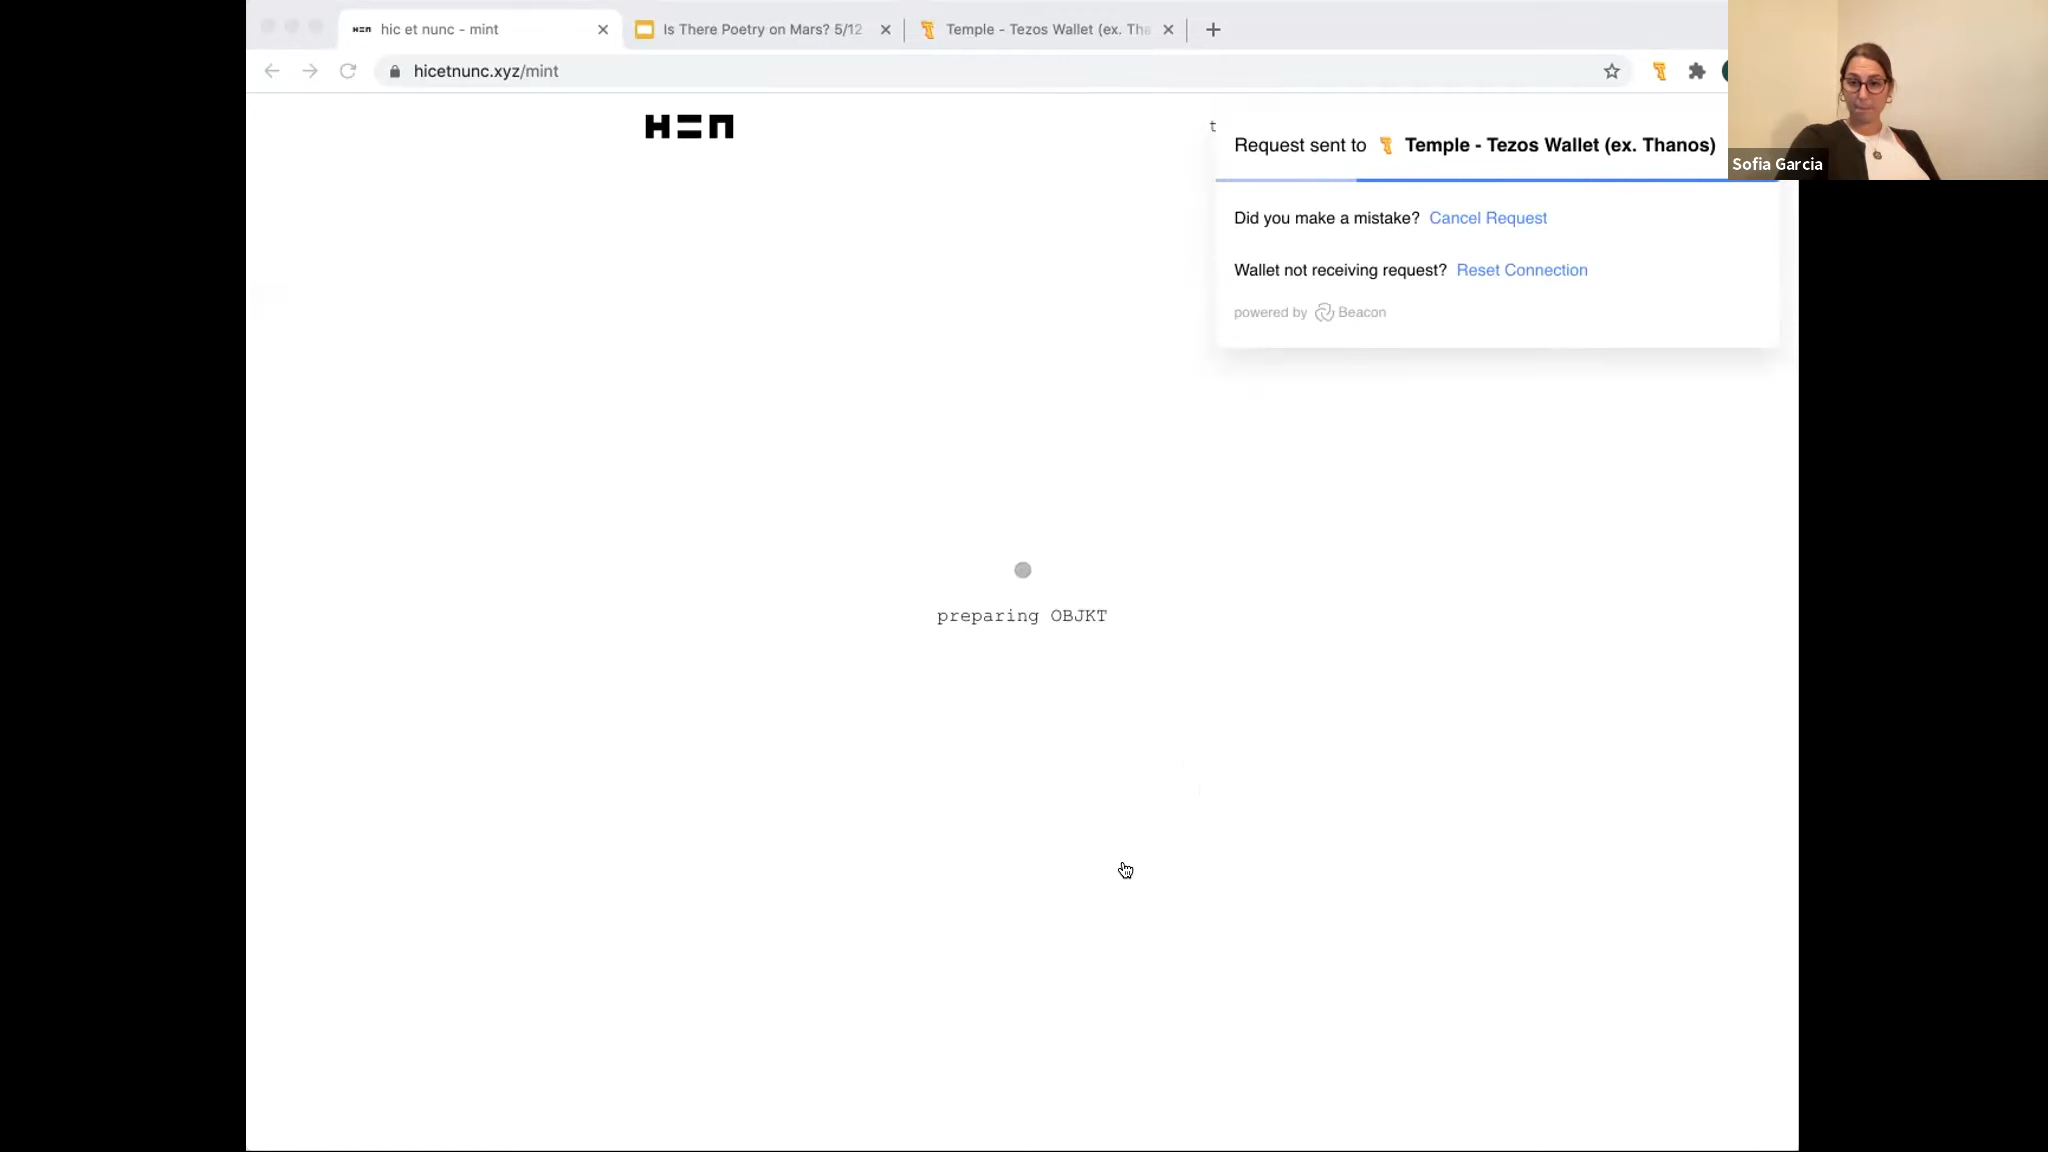 hic et nunc - mint
Is There Poetry on Mars? 5/12
Temple - Tezos Wallet (ex. Tha
hicetnunc.xyz/mint
H=N
t
Request sent to Temple - Tezos Wallet (ex. Thanos)
Sofia Garcia
Did you make a mistake? Cancel Request
Wallet not receiving request? Reset Connection
powered by Beacon
preparing OBJKT